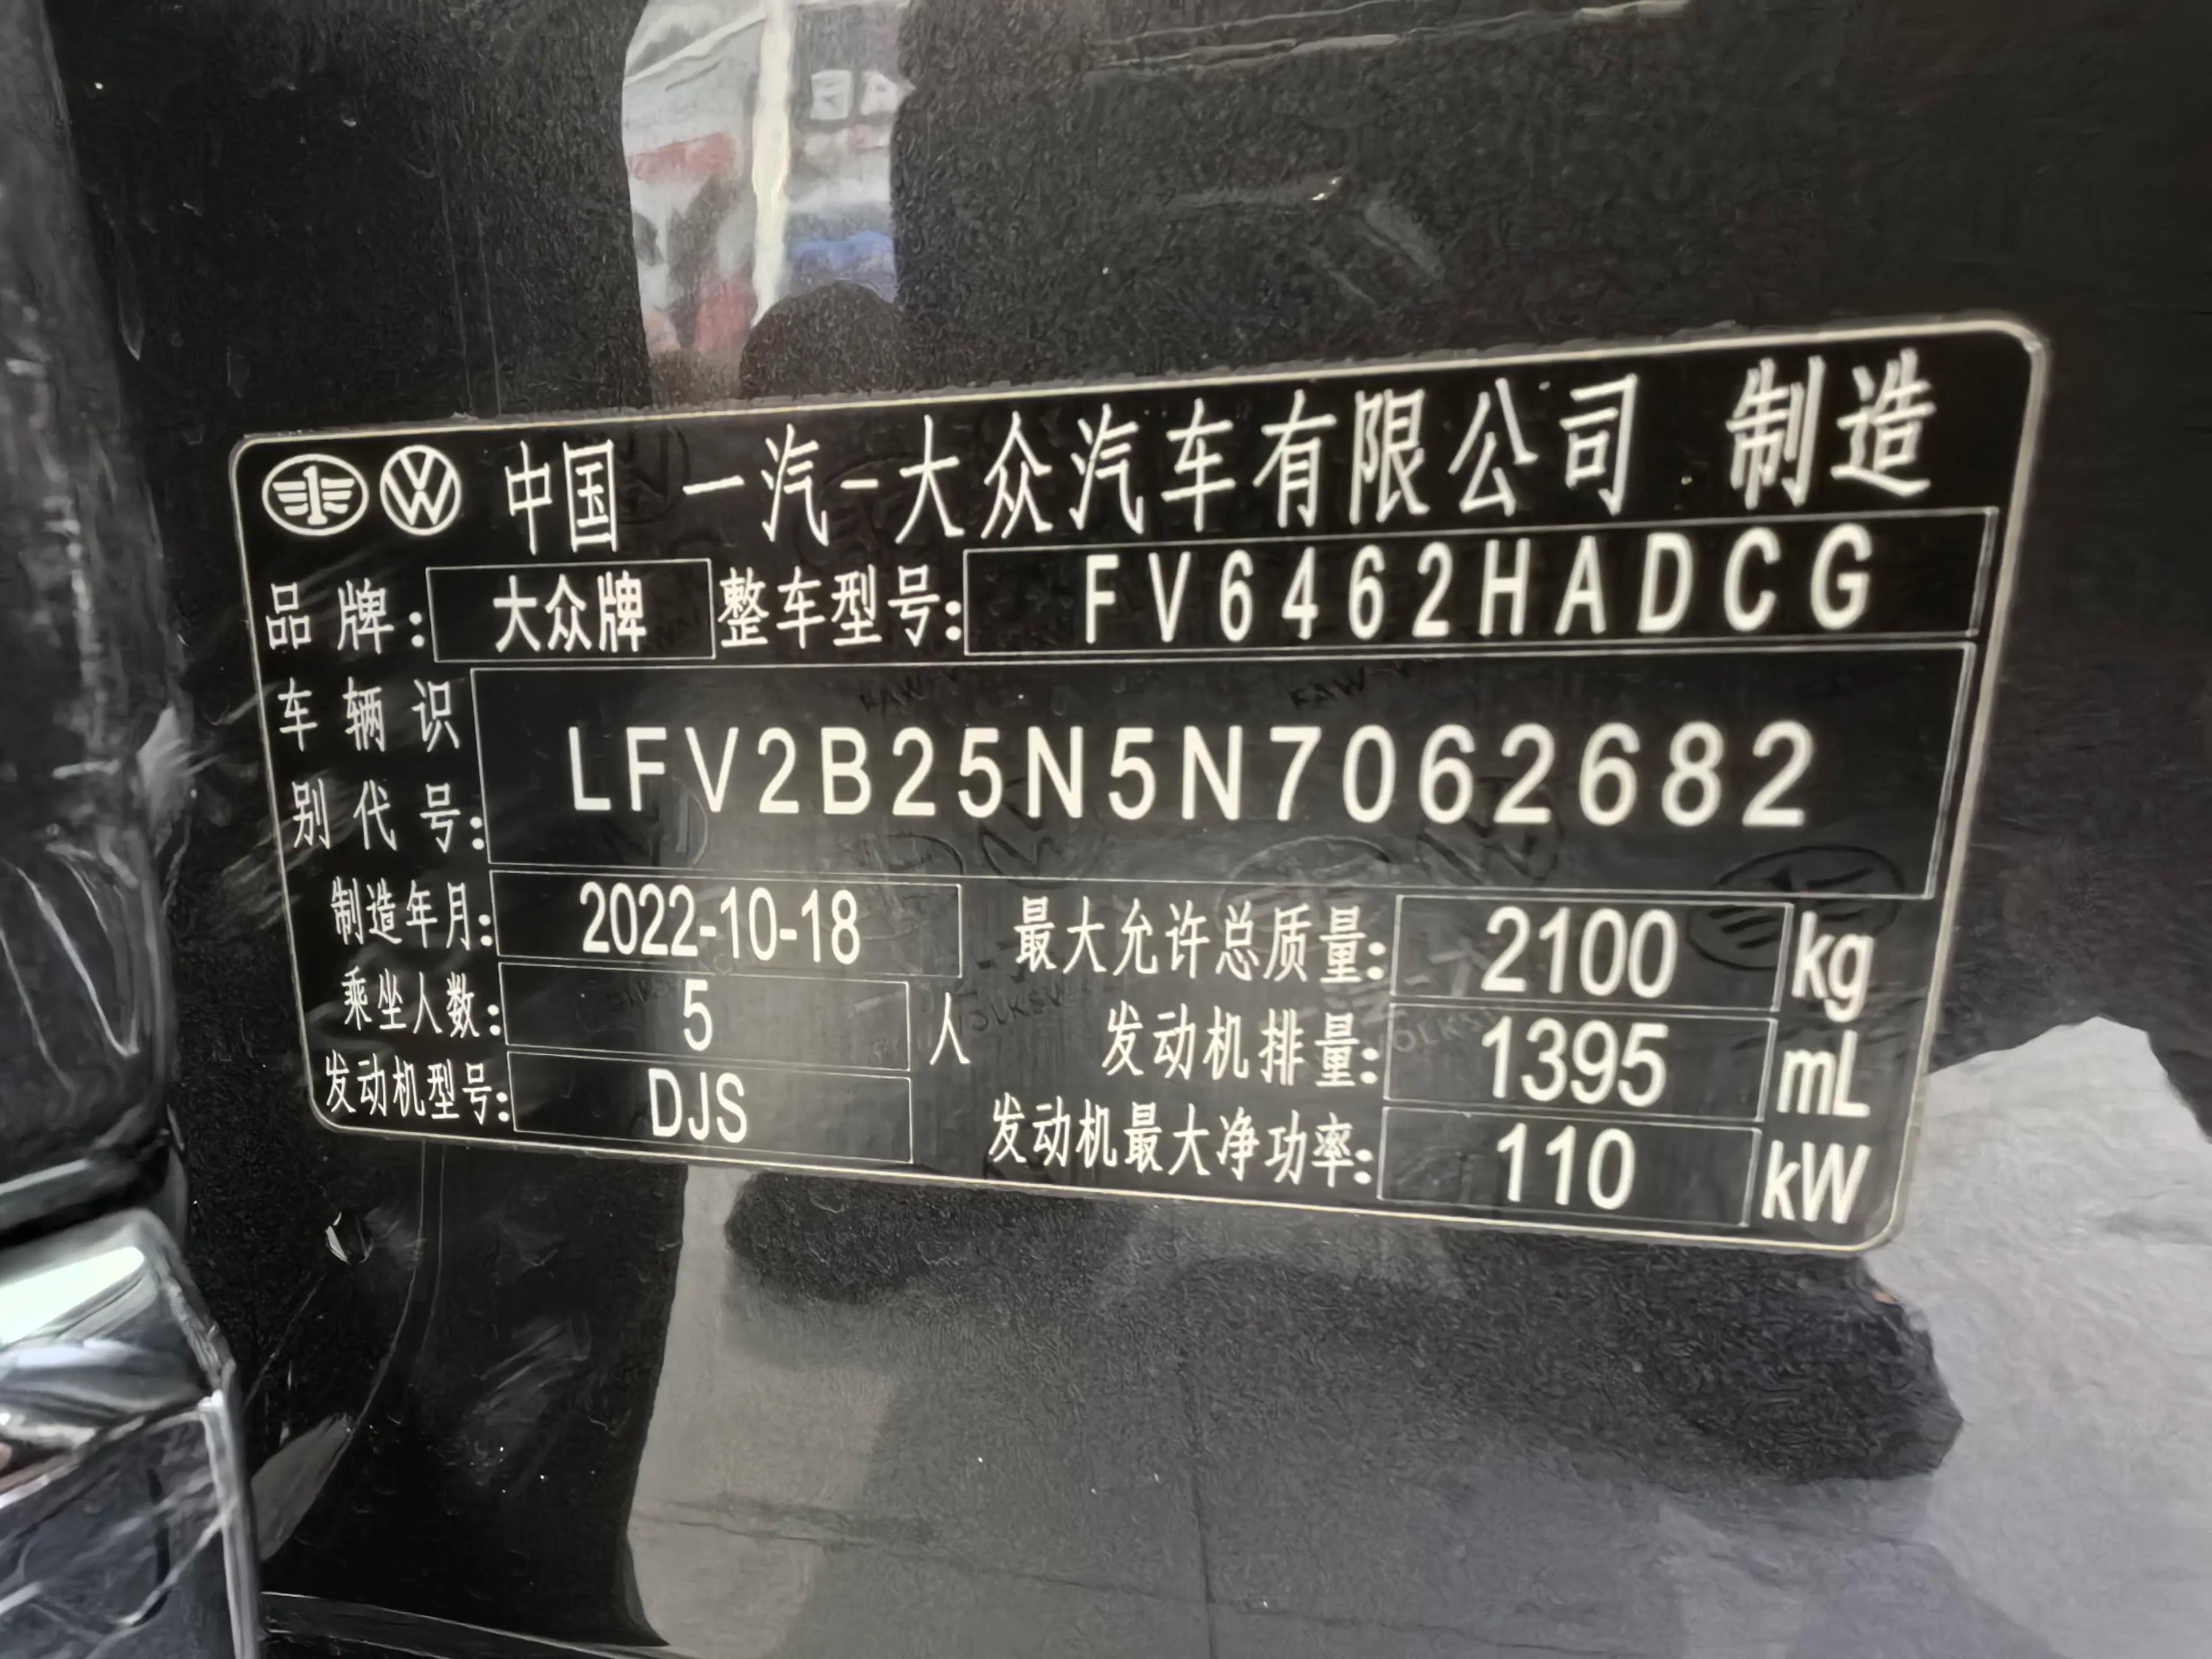 中国 一汽-大众汽车有限公司 制造
品牌: 大众牌 整车型号: FV6462HADCG
车辆识别代号: LFV2B25N5N7062682
制造年月: 2022-10-18 最大允许总质量: 2100 kg
乘坐人数: 5 人 发动机排量: 1395 mL
发动机型号: DJS 发动机最大净功率: 110 kW